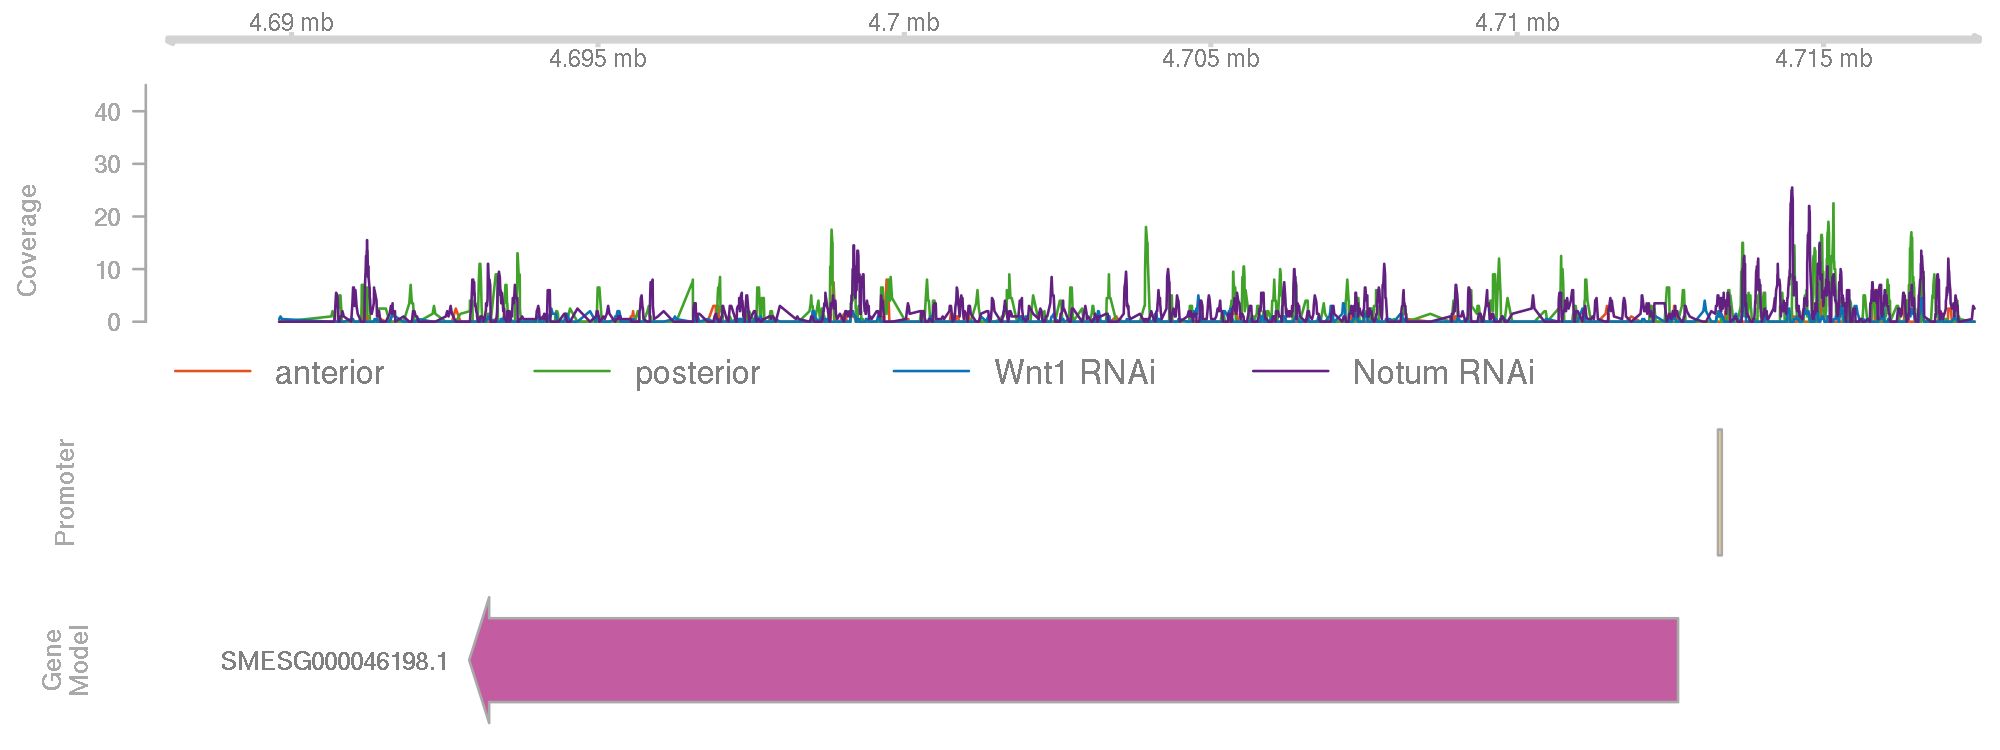 4.69 mb 4.7 mb 4.71 mb
4.695 mb 4.705 mb 4.715 mb
Coverage
40
30
20
10
0
anterior posterior Wnt1 RNAi Notum RNAi
Promoter
Gene
Model
SMESG000046198.1